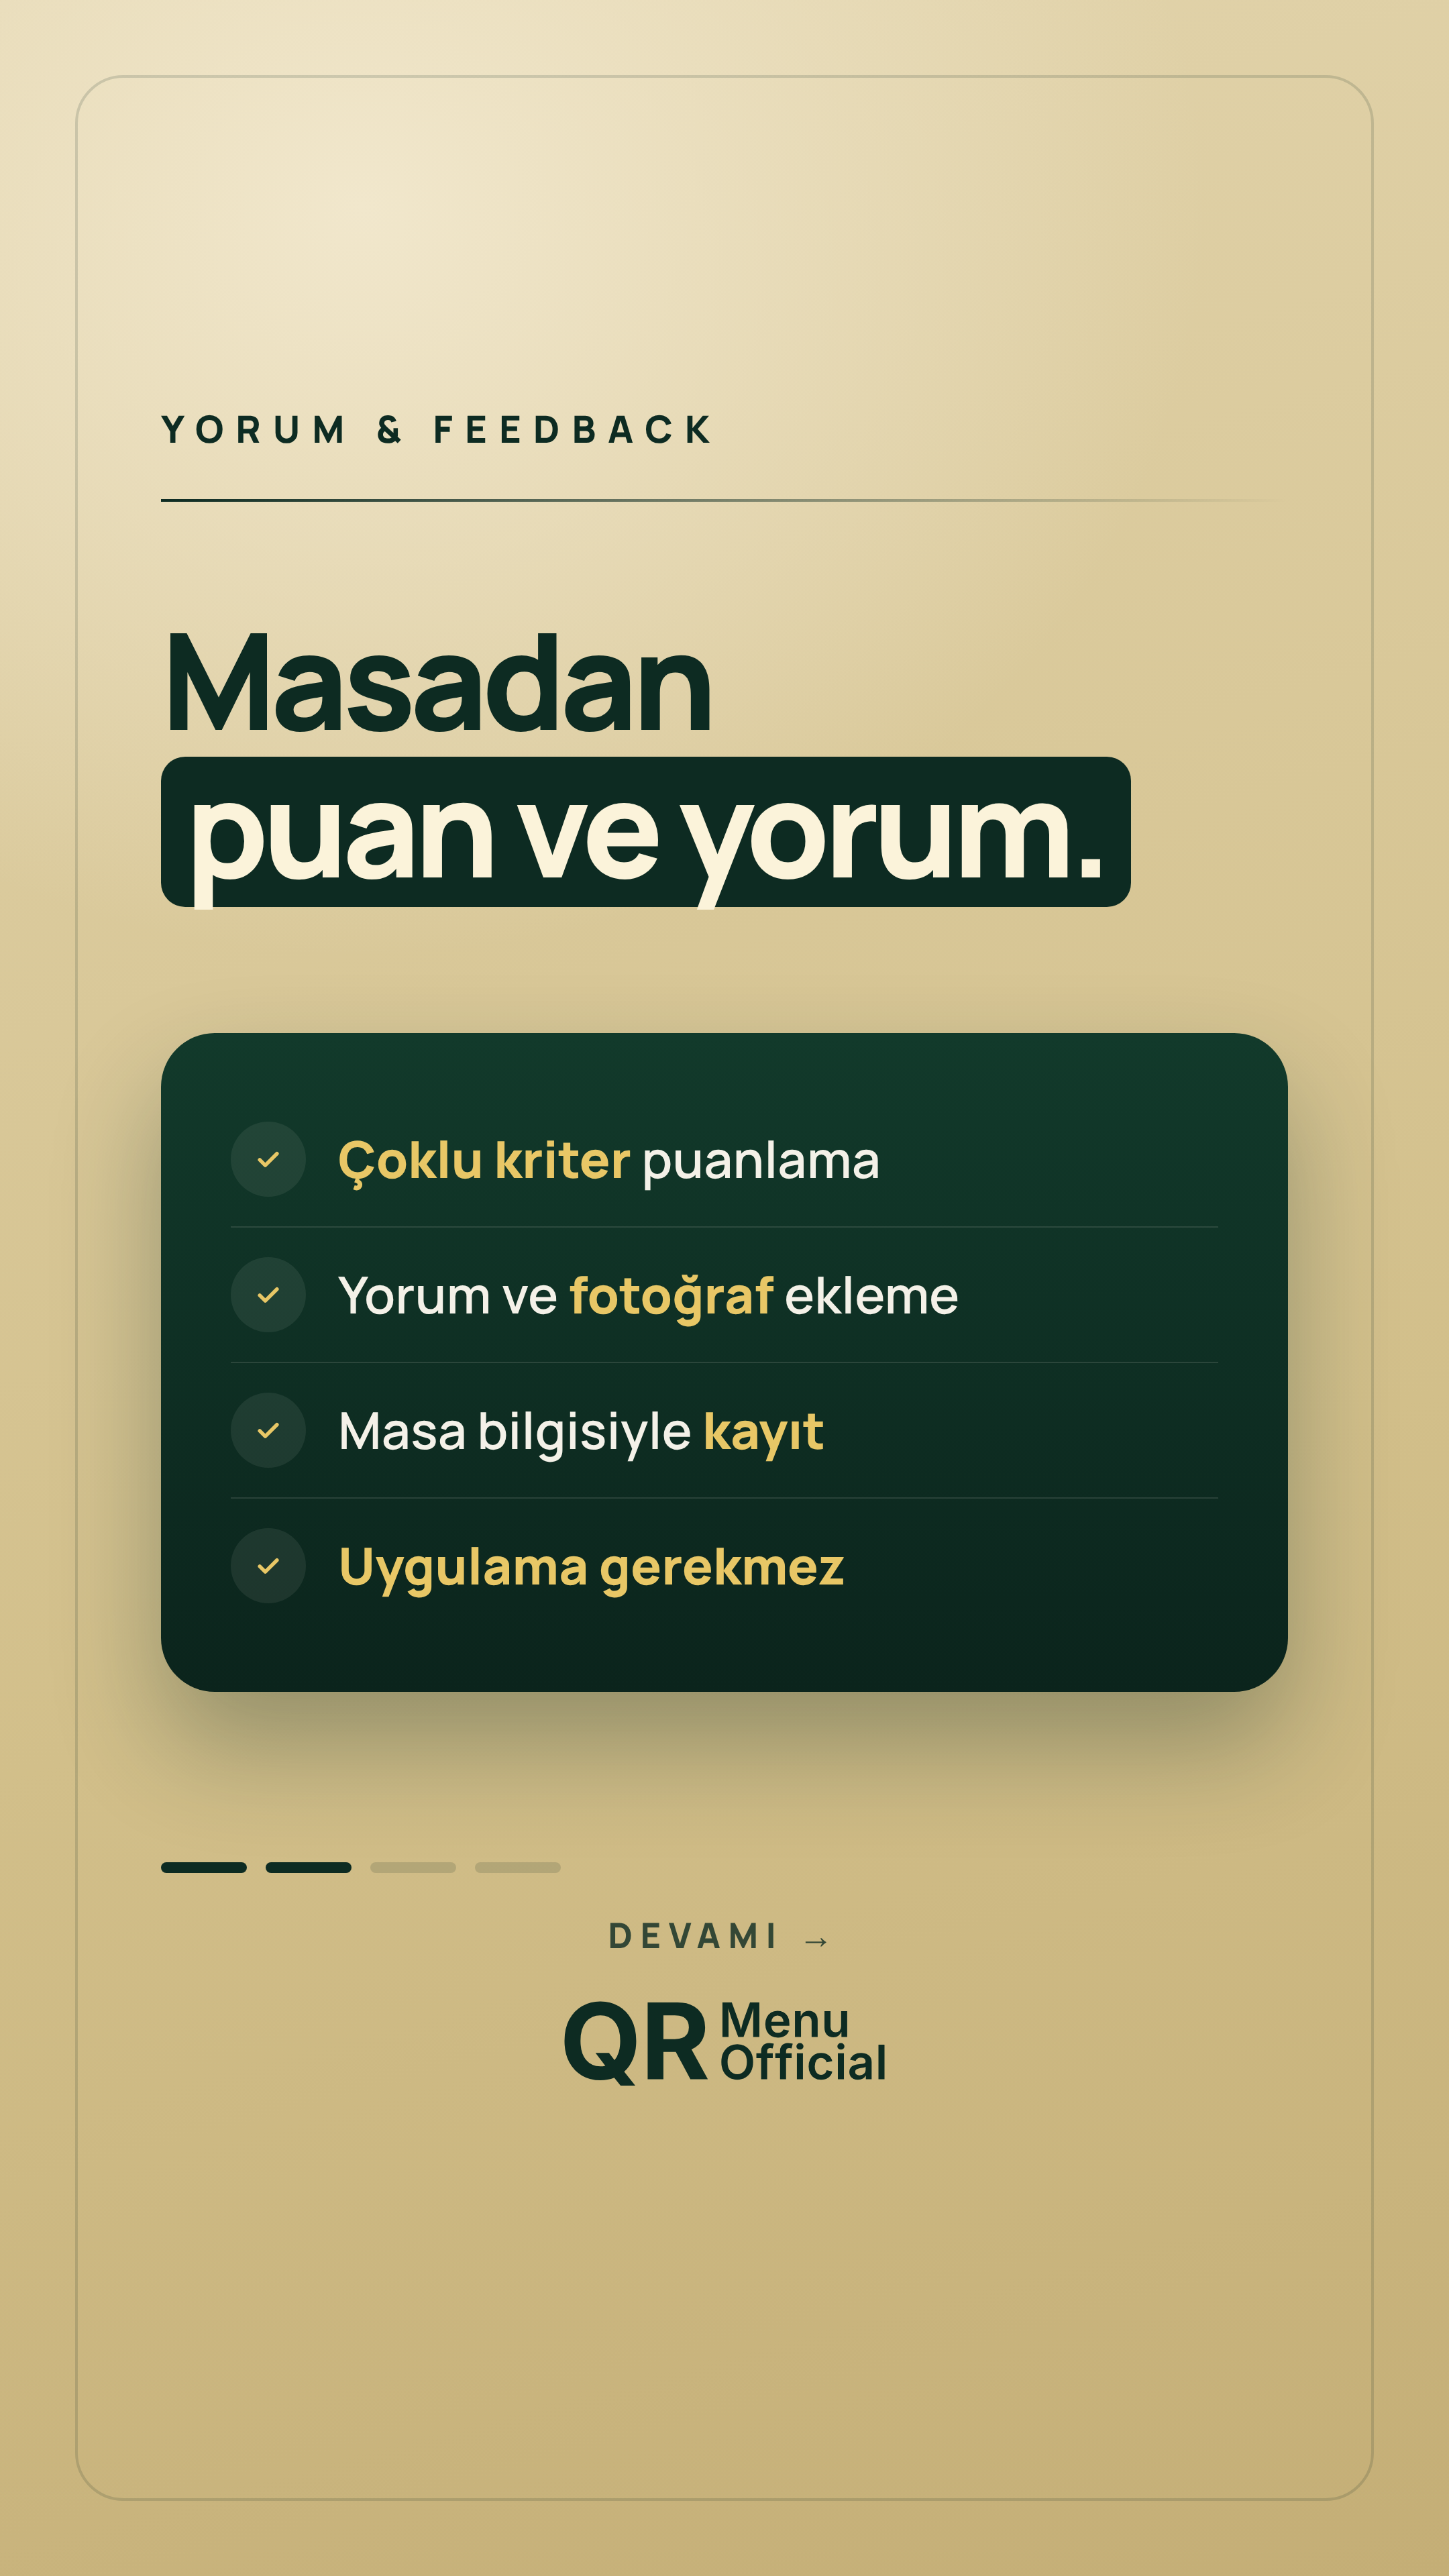 YORUM & FEEDBACK
Masadan
puan ve yorum.
Çoklu kriter puanlama
Yorum ve fotoğraf ekleme
Masa bilgisiyle kayıt
Uygulama gerekmez
DEVAMI →
QR Menu
Official